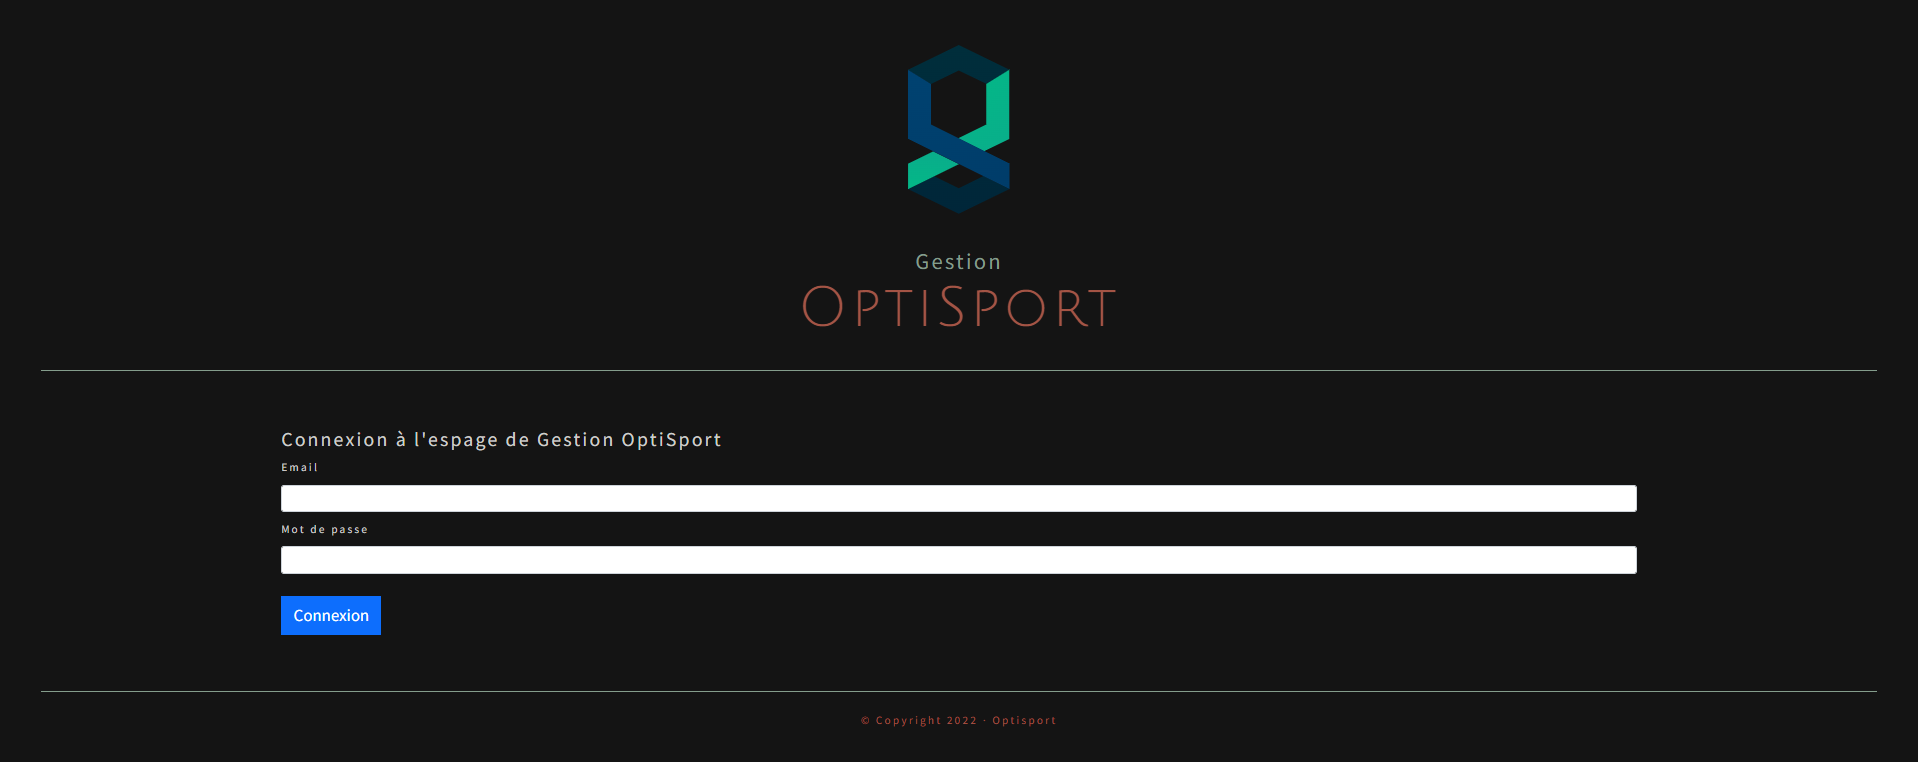 Gestion
OptiSport
Connexion à l'espage de Gestion OptiSport
Email
Mot de passe
Connexion
© Copyright 2022 - Optisport